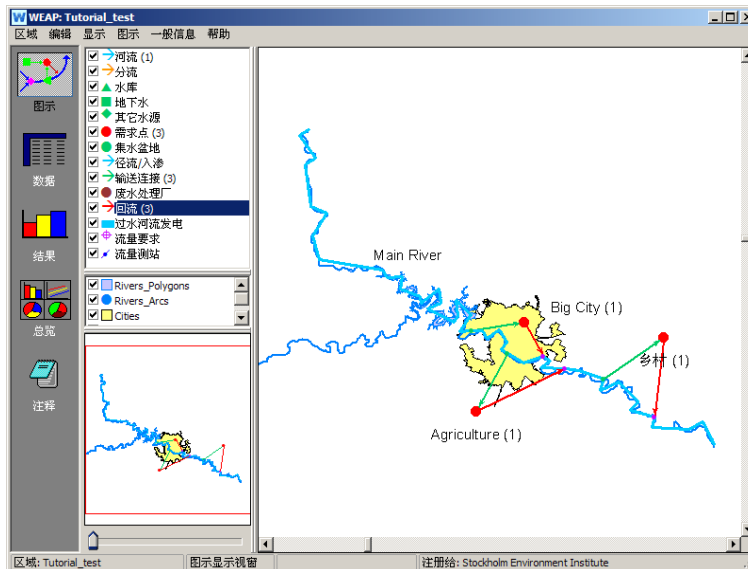 WEAP: Tutorial_test
区域 编辑 显示 图示 一般信息 帮助
图示
数据
结果
总览
注释
河流 (1)
分流
水库
地下水
其它水源
需求点 (3)
集水盆地
径流/入渗
输送连接 (3)
废水处理厂
回流 (3)
过水河流发电
流量要求
流量测站
Rivers_Polygons
Rivers_Arcs
Cities
Main River
Big City (1)
乡村 (1)
Agriculture (1)
区域: Tutorial_test
图示显示视窗
注册给: Stockholm Environment Institute